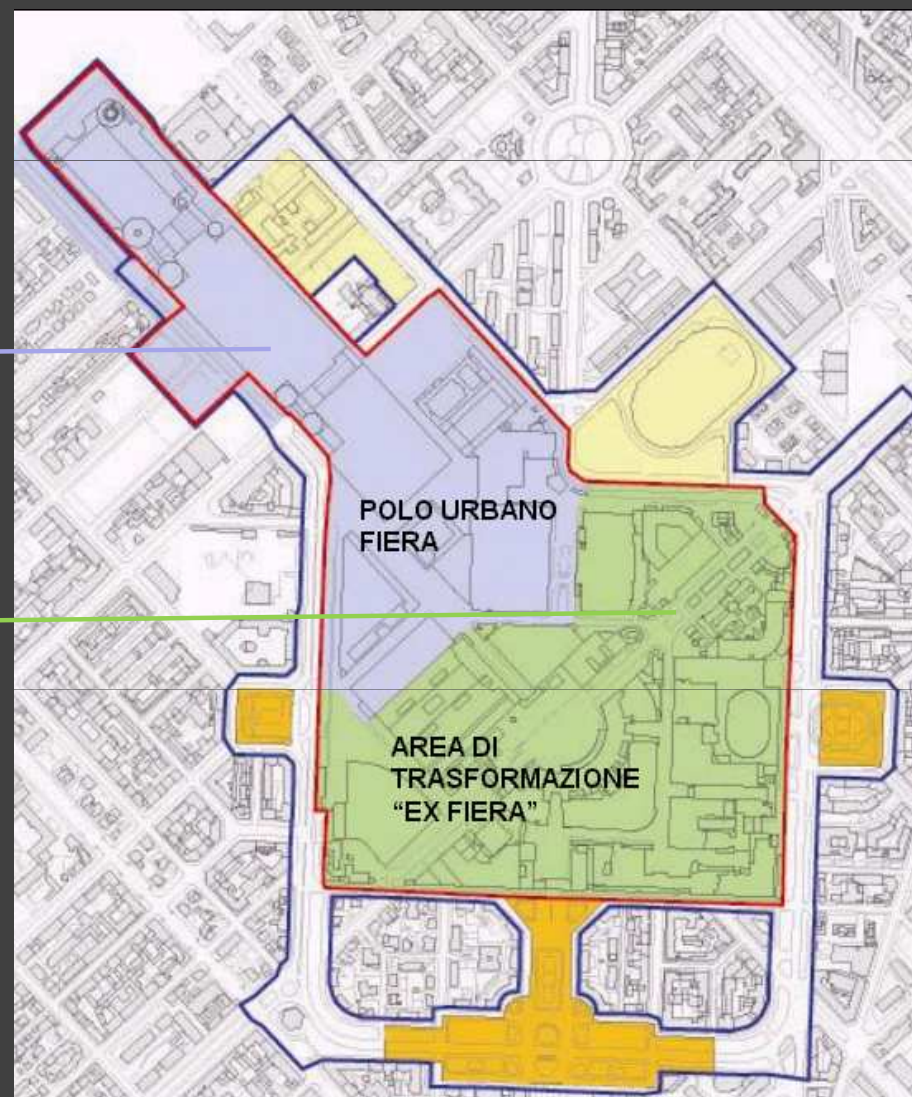 POLO URBANO
FIERA
AREA DI
TRASFORMAZIONE
“EX FIERA”